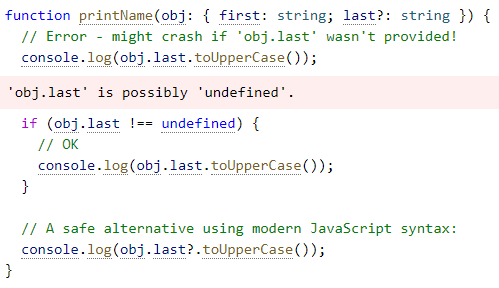 function printName(obj: { first: string; last?: string }) {
  // Error - might crash if 'obj.last' wasn't provided!
  console.log(obj.last.toUpperCase());
'obj.last' is possibly 'undefined'.
  if (obj.last !== undefined) {
    // OK
    console.log(obj.last.toUpperCase());
  }
  // A safe alternative using modern JavaScript syntax:
  console.log(obj.last?.toUpperCase());
}